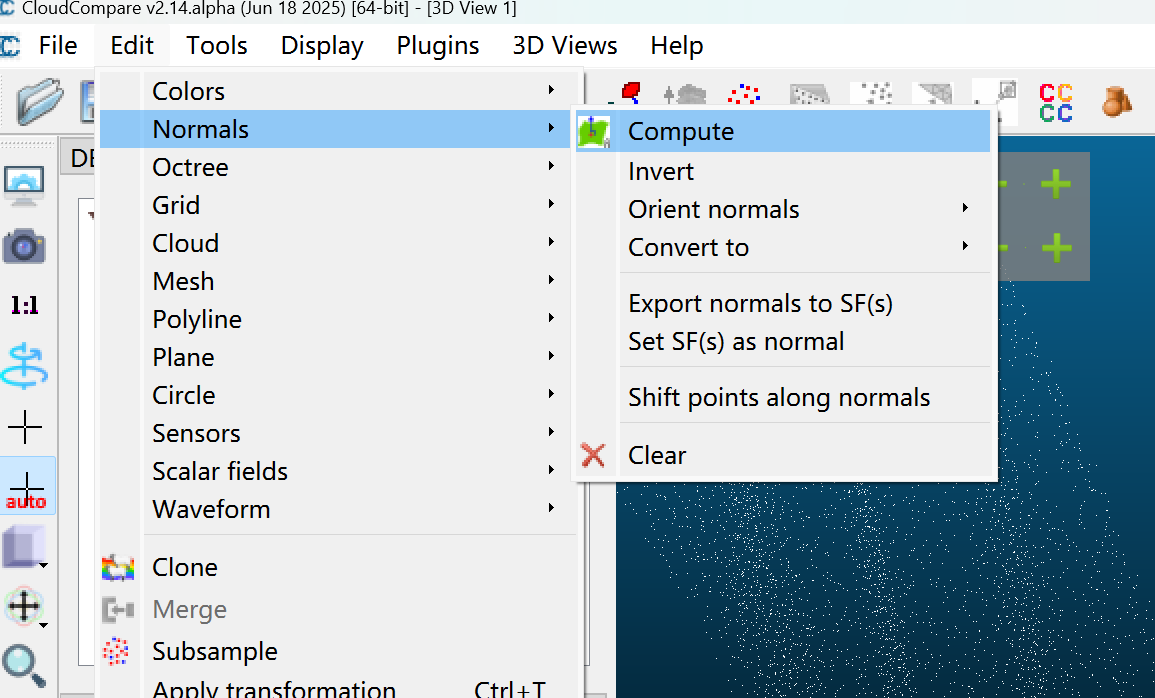 CloudCompare v2.14.alpha (Jun 18 2025) [64-bit] - [3D View 1]
File Edit Tools Display Plugins 3D Views Help
CC
CC
Colors
Normals
Octree
Grid
Cloud
Mesh
Polyline
Plane
Circle
Sensors
Scalar fields
Waveform
Clone
Merge
Subsample
Apply transformation Ctrl+T
Compute
Invert
Orient normals
Convert to
Export normals to SF(s)
Set SF(s) as normal
Shift points along normals
Clear
1:1
auto